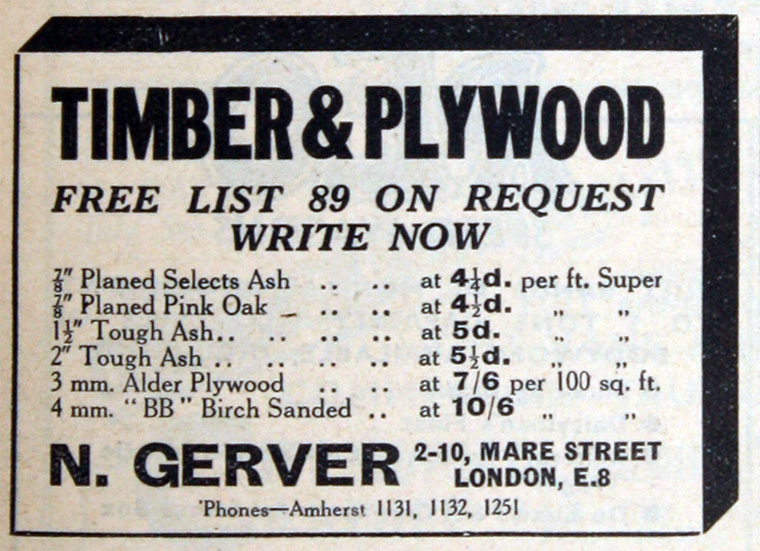 TIMBER & PLYWOOD
FREE LIST 89 ON REQUEST
WRITE NOW
⅞" Planed Selects Ash .. .. at 4¼d. per ft. Super
⅞" Planed Pink Oak _ .. .. at 4½d. „ „
1½" Tough Ash.. .. .. at 5d. „ „
2" Tough Ash .. .. .. at 5½d. „ „
3 mm. Alder Plywood .. .. at 7/6 per 100 sq. ft.
4 mm. "BB" Birch Sanded .. at 10/6 „ „
N. GERVER 2-10, MARE STREET
LONDON, E.8
'Phones—Amherst 1131, 1132, 1251